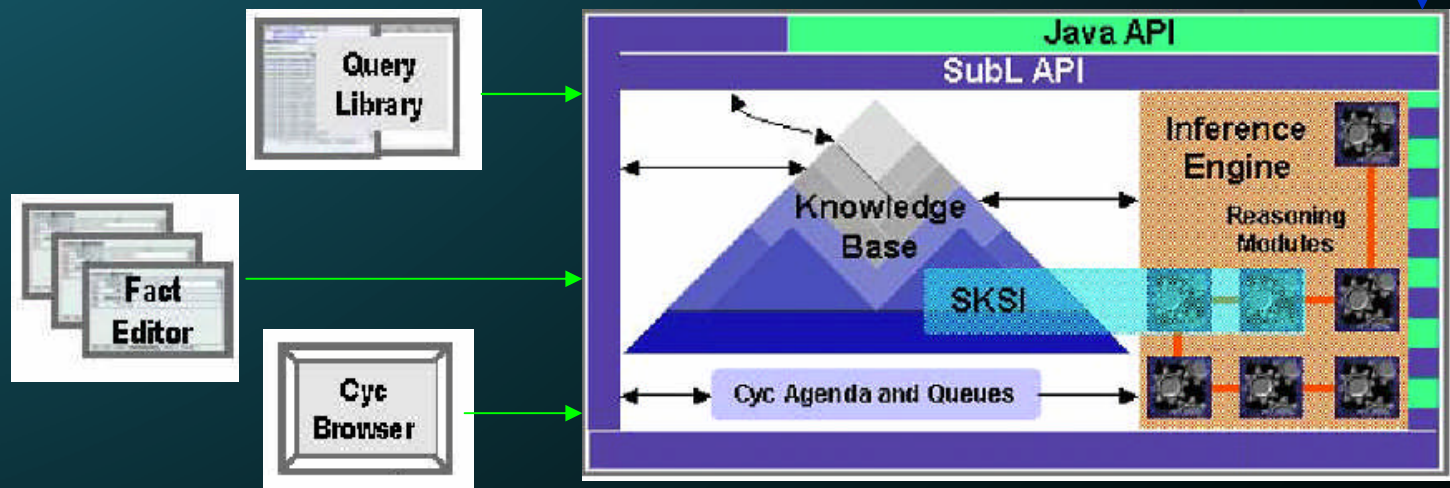 Query
Library
Fact
Editor
Cyc
Browser
Java API
SubL API
Inference
Engine
Reasoning
Modules
Knowledge
Base
SKSI
Cyc Agenda and Queues